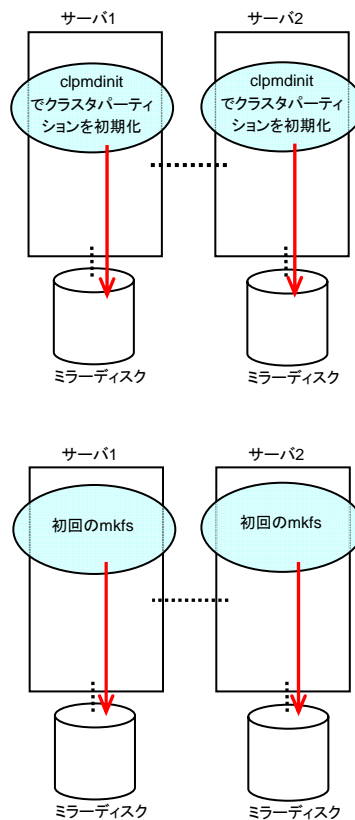 サーバ1
サーバ2
clpmdinit
でクラスタパーティ
ションを初期化
clpmdinit
でクラスタパーティ
ションを初期化
ミラーディスク
ミラーディスク
サーバ1
サーバ2
初回のmkfs
初回のmkfs
ミラーディスク
ミラーディスク